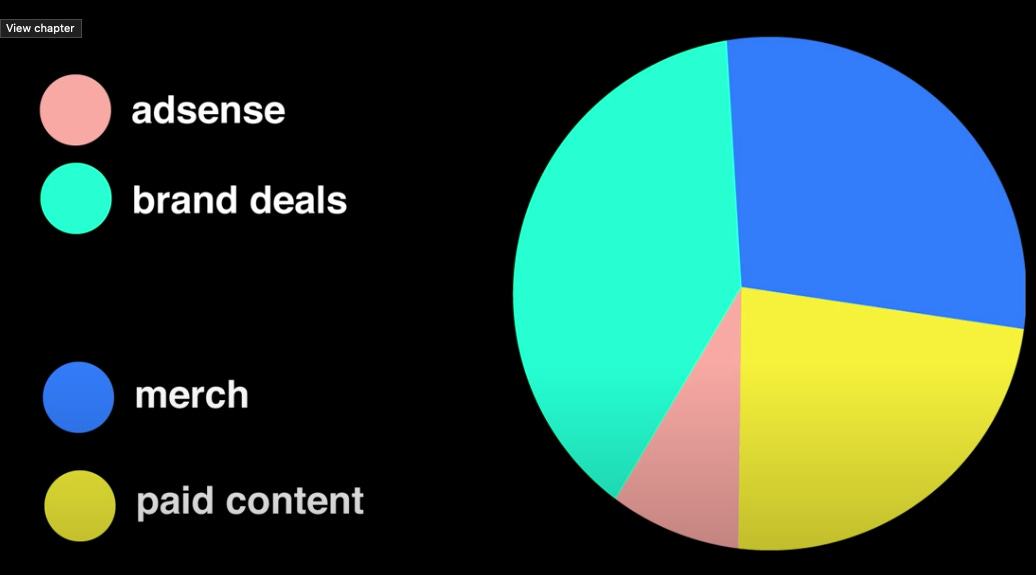 View chapter
adsense
brand deals
merch
paid content